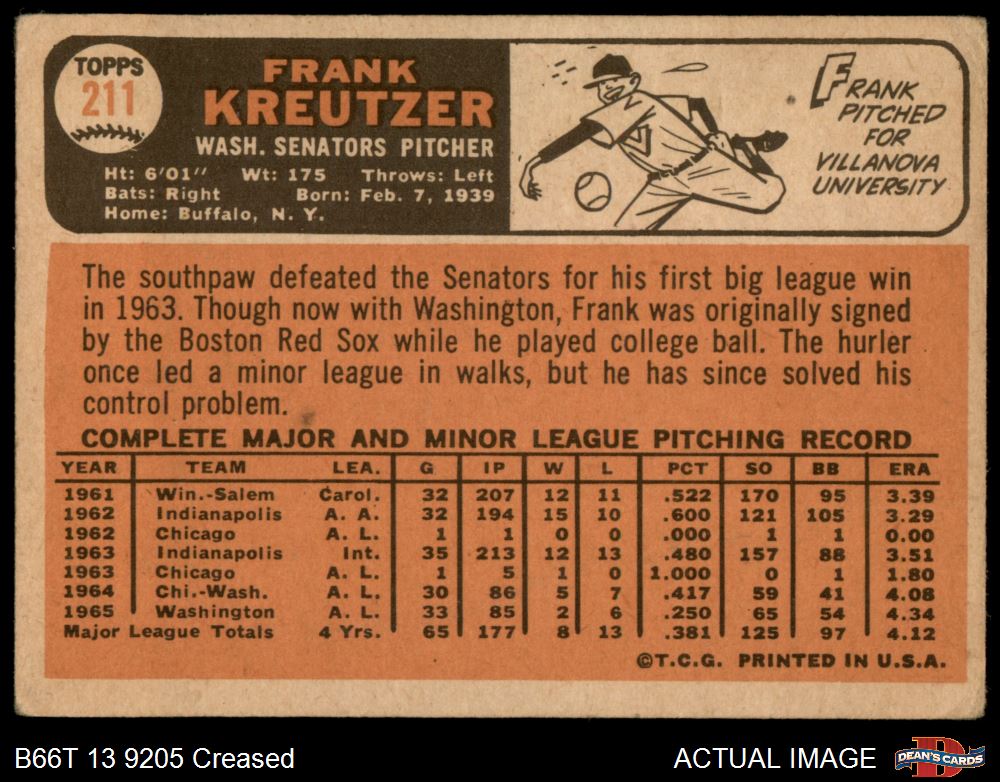 TOPPS
211
FRANK
KREUTZER
WASH. SENATORS PITCHER
Ht: 6'01" Wt: 175 Throws: Left
Bats: Right Born: Feb. 7, 1939
Home: Buffalo, N. Y.
FRANK
PITCHED
FOR
VILLANOVA
UNIVERSITY
The southpaw defeated the Senators for his first big league win
in 1963. Though now with Washington, Frank was originally signed
by the Boston Red Sox while he played college ball. The hurler
once led a minor league in walks, but he has since solved his
control problem.
COMPLETE MAJOR AND MINOR LEAGUE PITCHING RECORD
YEAR TEAM LEA. G IP W L PCT SO BB ERA
1961 Win.-Salem Carol. 32 207 12 11 .522 170 95 3.39
1962 Indianapolis A. A. 32 194 15 10 .600 121 105 3.29
1962 Chicago A. L. 1 1 0 0 .000 1 1 0.00
1963 Indianapolis Int. 35 213 12 13 .480 157 88 3.51
1963 Chicago A. L. 1 5 1 0 1.000 0 1 1.80
1964 Chi.-Wash. A. L. 30 86 5 7 .417 59 41 4.08
1965 Washington A. L. 33 85 2 6 .250 65 54 4.34
Major League Totals 4 Yrs. 65 177 8 13 .381 125 97 4.12
©T.C.G. PRINTED IN U.S.A.
B66T 13 9205 Creased
ACTUAL IMAGE
DEAN'S CARDS